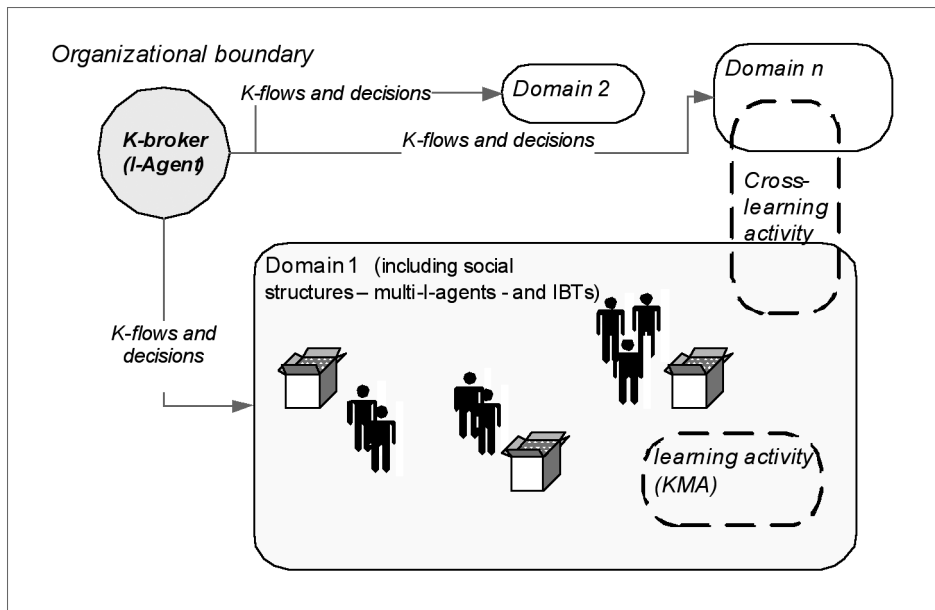 Organizational boundary
K-flows and decisions
Domain 2
Domain n
K-broker
(I-Agent)
K-flows and decisions
Cross-
learning
activity
Domain 1 (including social
structures – multi-I-agents - and IBTs)
K-flows and
decisions
learning activity
(KMA)